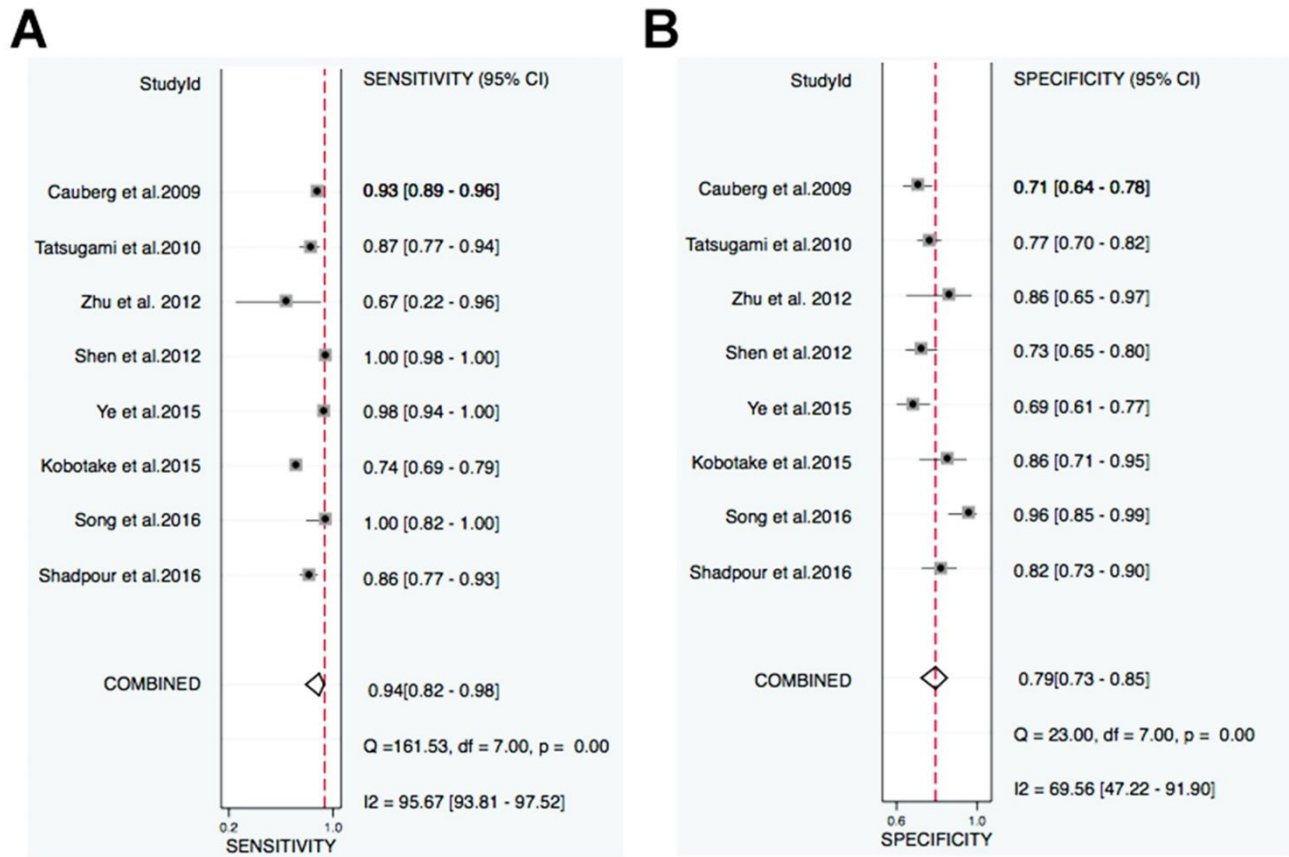 A
StudyId SENSITIVITY (95% CI)
Cauberg et al.2009 0.93 [0.89 - 0.96]
Tatsugami et al.2010 0.87 [0.77 - 0.94]
Zhu et al. 2012 0.67 [0.22 - 0.96]
Shen et al.2012 1.00 [0.98 - 1.00]
Ye et al.2015 0.98 [0.94 - 1.00]
Kobotake et al.2015 0.74 [0.69 - 0.79]
Song et al.2016 1.00 [0.82 - 1.00]
Shadpour et al.2016 0.86 [0.77 - 0.93]
COMBINED 0.94[0.82 - 0.98]
Q =161.53, df = 7.00, p = 0.00
I2 = 95.67 [93.81 - 97.52]
0.2 1.0
SENSITIVITY
B
StudyId SPECIFICITY (95% CI)
Cauberg et al.2009 0.71 [0.64 - 0.78]
Tatsugami et al.2010 0.77 [0.70 - 0.82]
Zhu et al. 2012 0.86 [0.65 - 0.97]
Shen et al.2012 0.73 [0.65 - 0.80]
Ye et al.2015 0.69 [0.61 - 0.77]
Kobotake et al.2015 0.86 [0.71 - 0.95]
Song et al.2016 0.96 [0.85 - 0.99]
Shadpour et al.2016 0.82 [0.73 - 0.90]
COMBINED 0.79[0.73 - 0.85]
Q = 23.00, df = 7.00, p = 0.00
I2 = 69.56 [47.22 - 91.90]
0.6 1.0
SPECIFICITY